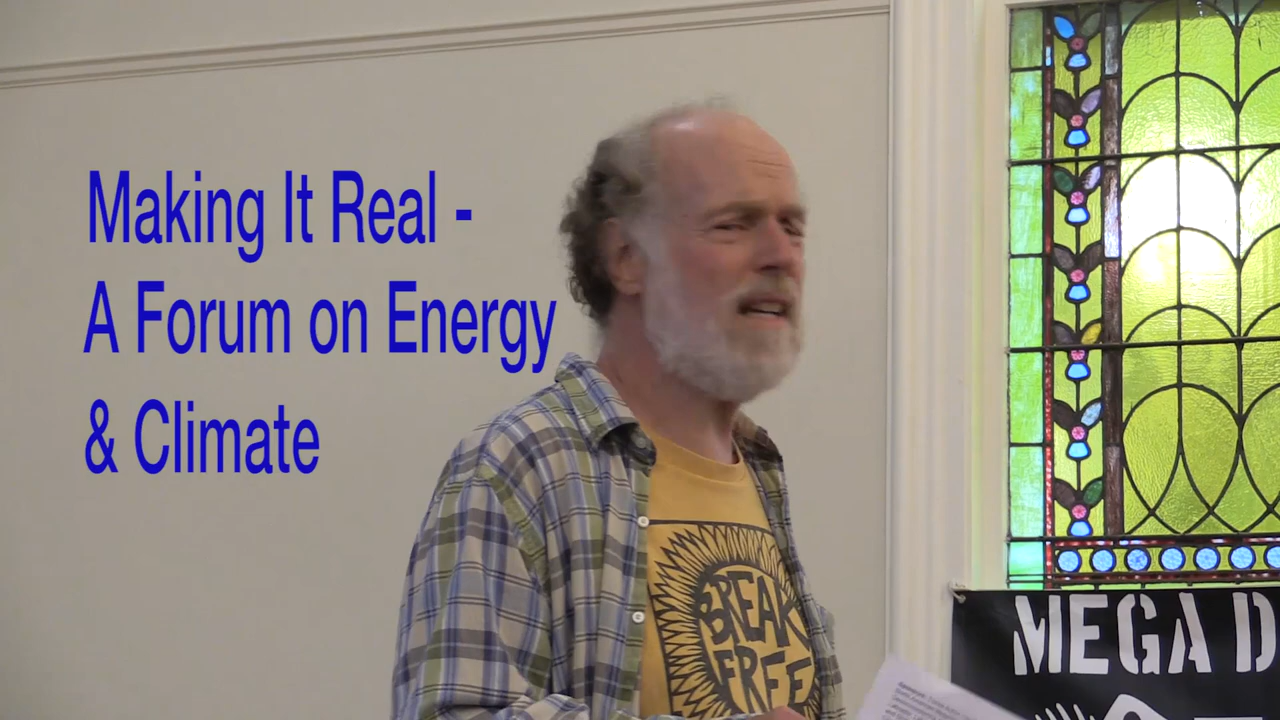 Making It Real -
A Forum on Energy
& Climate
BREAK
FREE
MEGA D